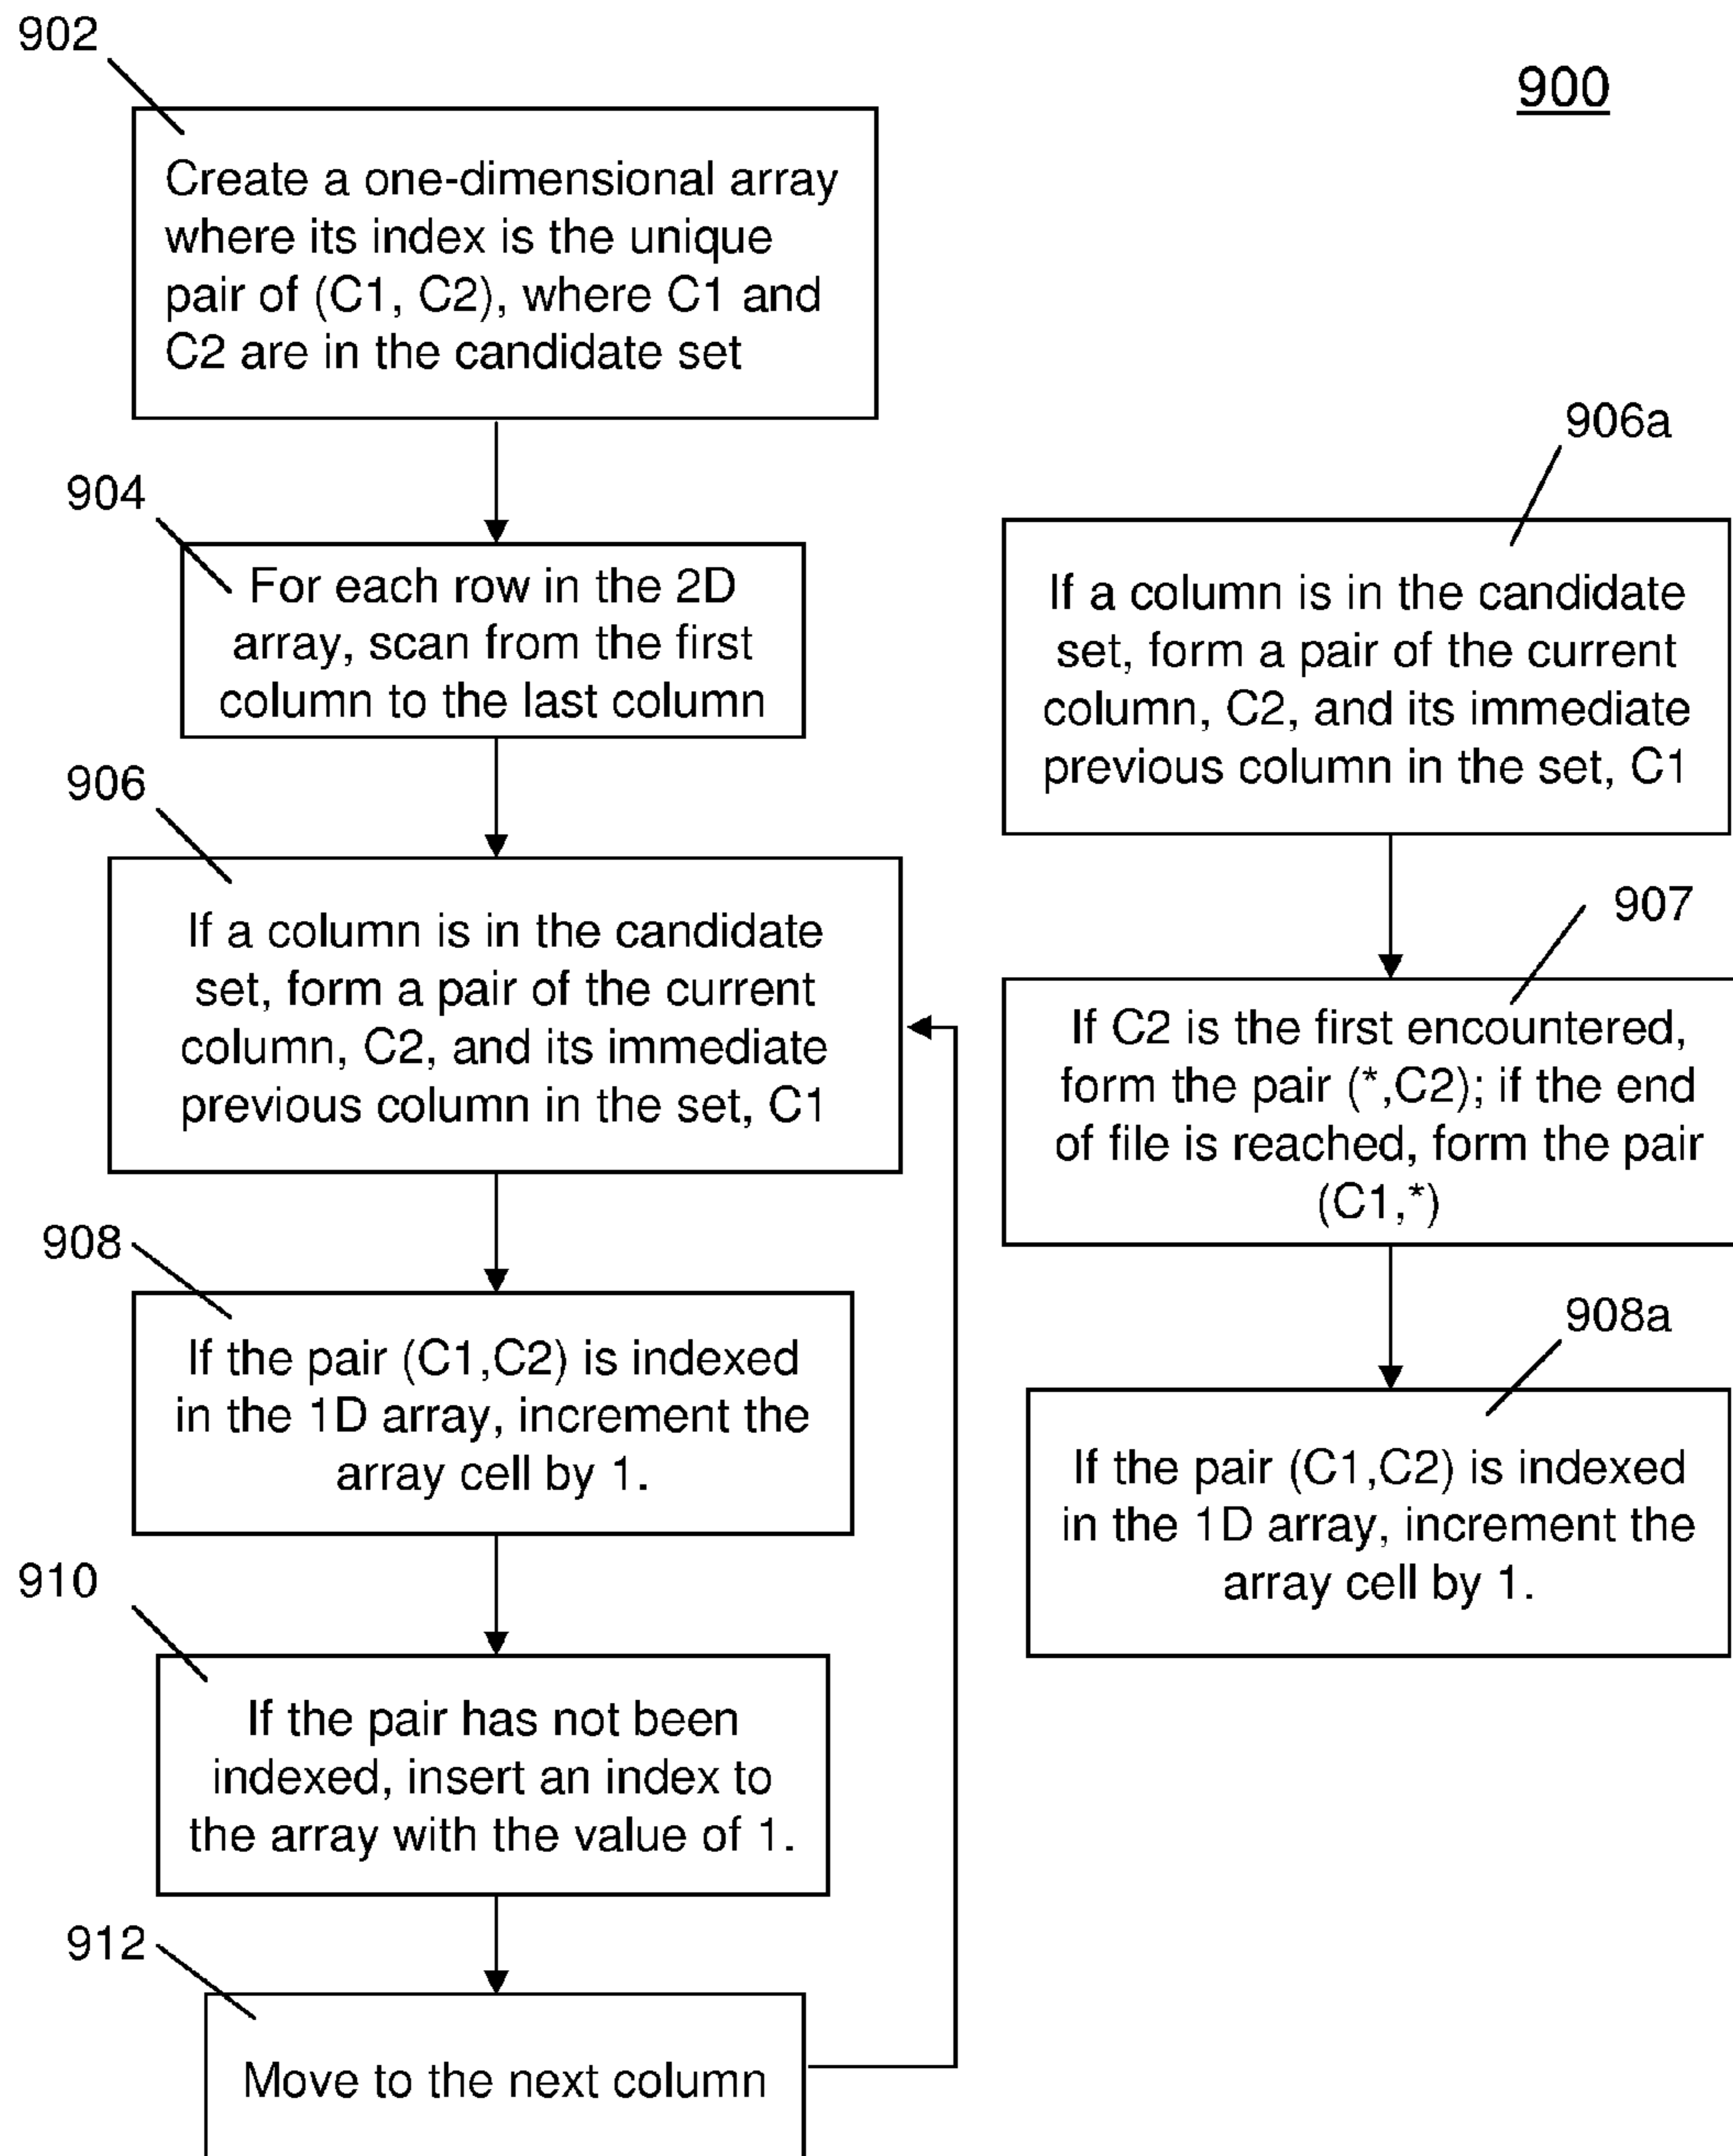 902
900
Create a one-dimensional array
where its index is the unique
pair of (C1, C2), where C1 and
C2 are in the candidate set
904
For each row in the 2D
array, scan from the first
column to the last column
906
If a column is in the candidate
set, form a pair of the current
column, C2, and its immediate
previous column in the set, C1
908
If the pair (C1,C2) is indexed
in the 1D array, increment the
array cell by 1.
910
If the pair has not been
indexed, insert an index to
the array with the value of 1.
912
Move to the next column
906a
If a column is in the candidate
set, form a pair of the current
column, C2, and its immediate
previous column in the set, C1
907
If C2 is the first encountered,
form the pair (*,C2); if the end
of file is reached, form the pair
(C1,*)
908a
If the pair (C1,C2) is indexed
in the 1D array, increment the
array cell by 1.